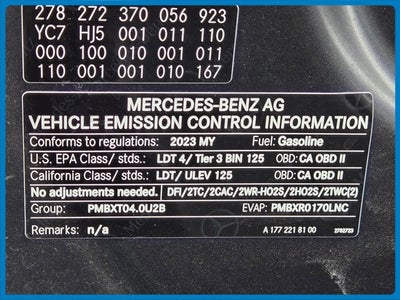 278 272 370 056 923
YC7 HJ5 001 011 110
000 100 010 001 011
110 001 001 010 167
MERCEDES-BENZ AG
VEHICLE EMISSION CONTROL INFORMATION
Conforms to regulations: 2023 MY Fuel: Gasoline
U.S. EPA Class/ stds.: LDT 4/ Tier 3 BIN 125 OBD: CA OBD II
California Class/ stds.: LDT/ ULEV 125 OBD: CA OBD II
No adjustments needed. DFI/2TC/2CAC/2WR-HO2S/2HO2S/2TWC(2)
Group: PMBXT04.0U2B EVAP: PMBXR0170LNC
Remarks: n/a A 177 221 81 00 2782723